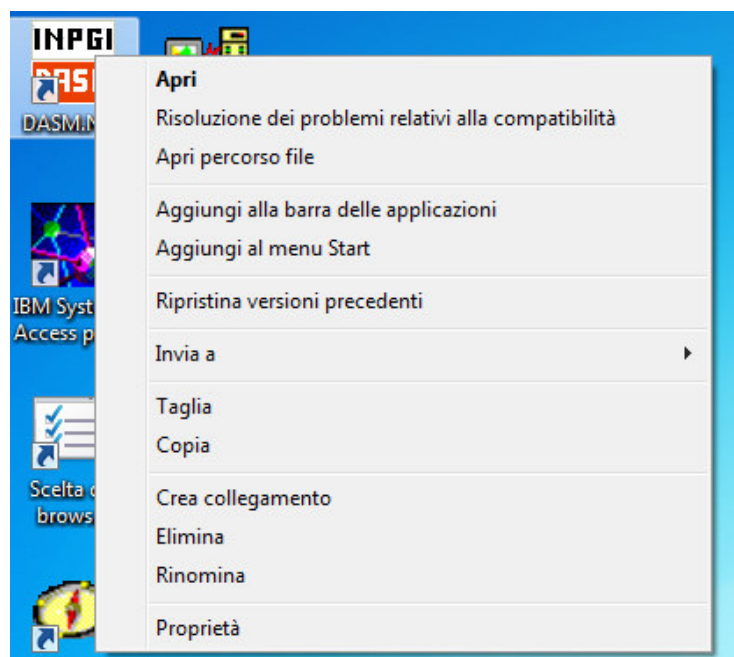 INPGI
DASM.N
Apri
Risoluzione dei problemi relativi alla compatibilità
Apri percorso file
Aggiungi alla barra delle applicazioni
Aggiungi al menu Start
Ripristina versioni precedenti
Invia a
Taglia
Copia
Crea collegamento
Elimina
Rinomina
Proprietà
IBM Syst
Access p
Scelta
brows